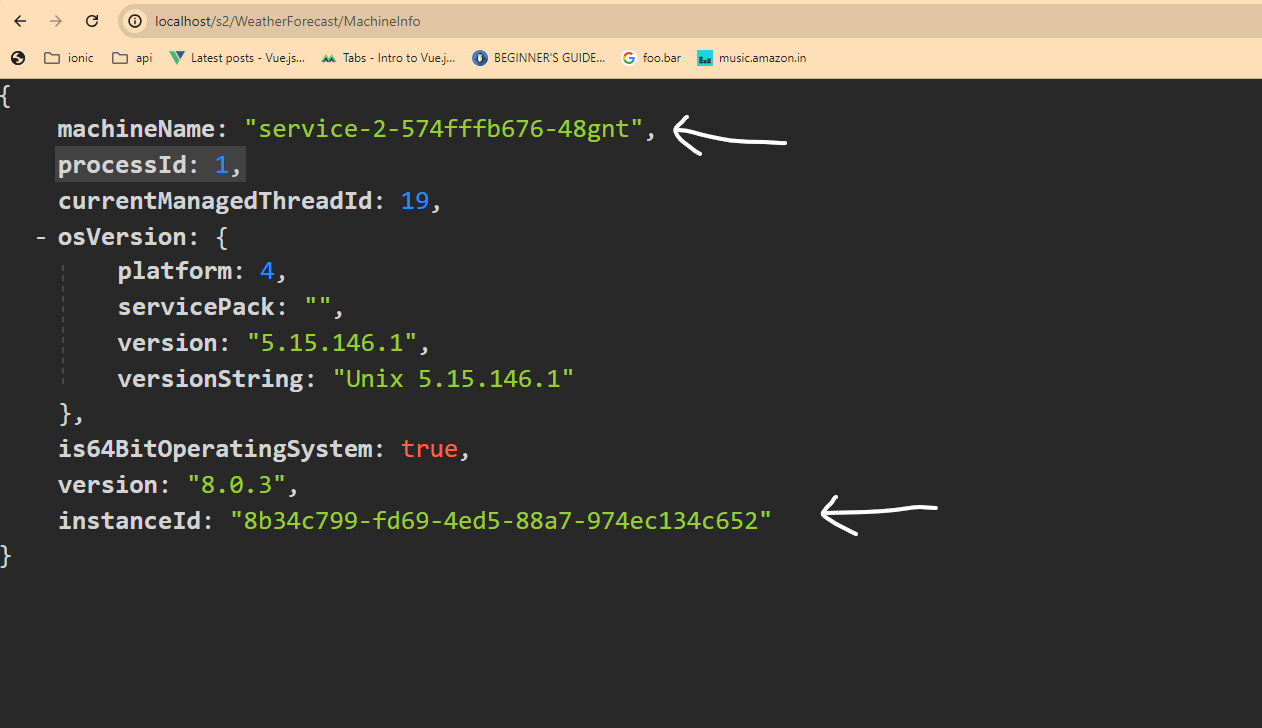 localhost/s2/WeatherForecast/MachineInfo
ionic api Latest posts - Vue.js... Tabs - Intro to Vue.j... BEGINNER'S GUIDE... foo.bar music.amazon.in
{
machineName: "service-2-574fffb676-48gnt",
processId: 1,
currentManagedThreadId: 19,
- osVersion: {
platform: 4,
servicePack: "",
version: "5.15.146.1",
versionString: "Unix 5.15.146.1"
},
is64BitOperatingSystem: true,
version: "8.0.3",
instanceId: "8b34c799-fd69-4ed5-88a7-974ec134c652"
}